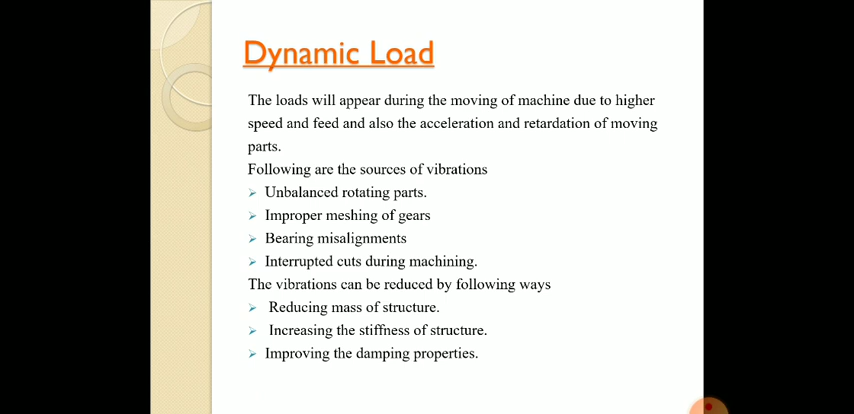 Dynamic Load
The loads will appear during the moving of machine due to higher
speed and feed and also the acceleration and retardation of moving
parts.
Following are the sources of vibrations
➢ Unbalanced rotating parts.
➢ Improper meshing of gears
➢ Bearing misalignments
➢ Interrupted cuts during machining.
The vibrations can be reduced by following ways
➢ Reducing mass of structure.
➢ Increasing the stiffness of structure.
➢ Improving the damping properties.